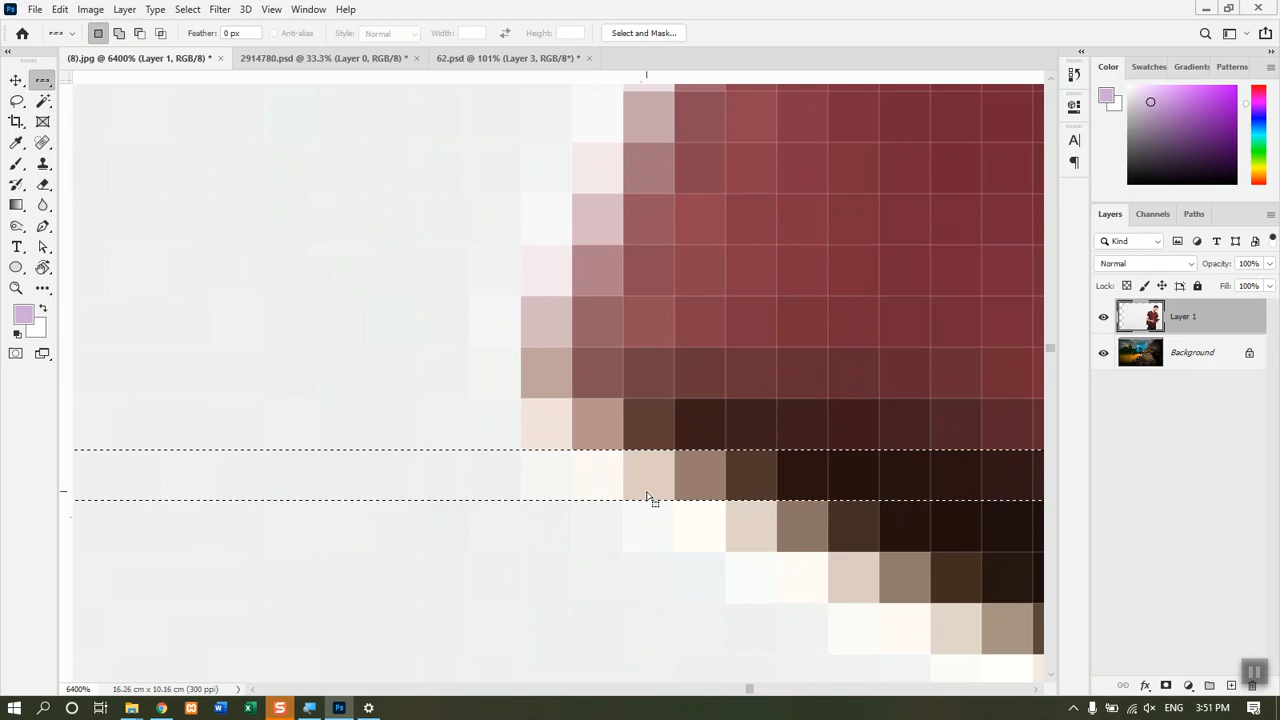 File Edit Image Layer Type Select Filter 3D View Window Help
Feather: 0 px Anti-alias Style: Normal Width: Height: Select and Mask...
(8).jpg @ 6400% (Layer 1, RGB/8) * × 2914780.psd @ 33.3% (Layer 0, RGB/8) * × 62.psd @ 101% (Layer 3, RGB/8*) * ×
Color Swatches Gradients Patterns
Layers Channels Paths
Kind
Normal Opacity: 100%
Lock: Fill: 100%
Layer 1
Background
6400% 16.26 cm x 10.16 cm (300 ppi)
ENG 3:51 PM